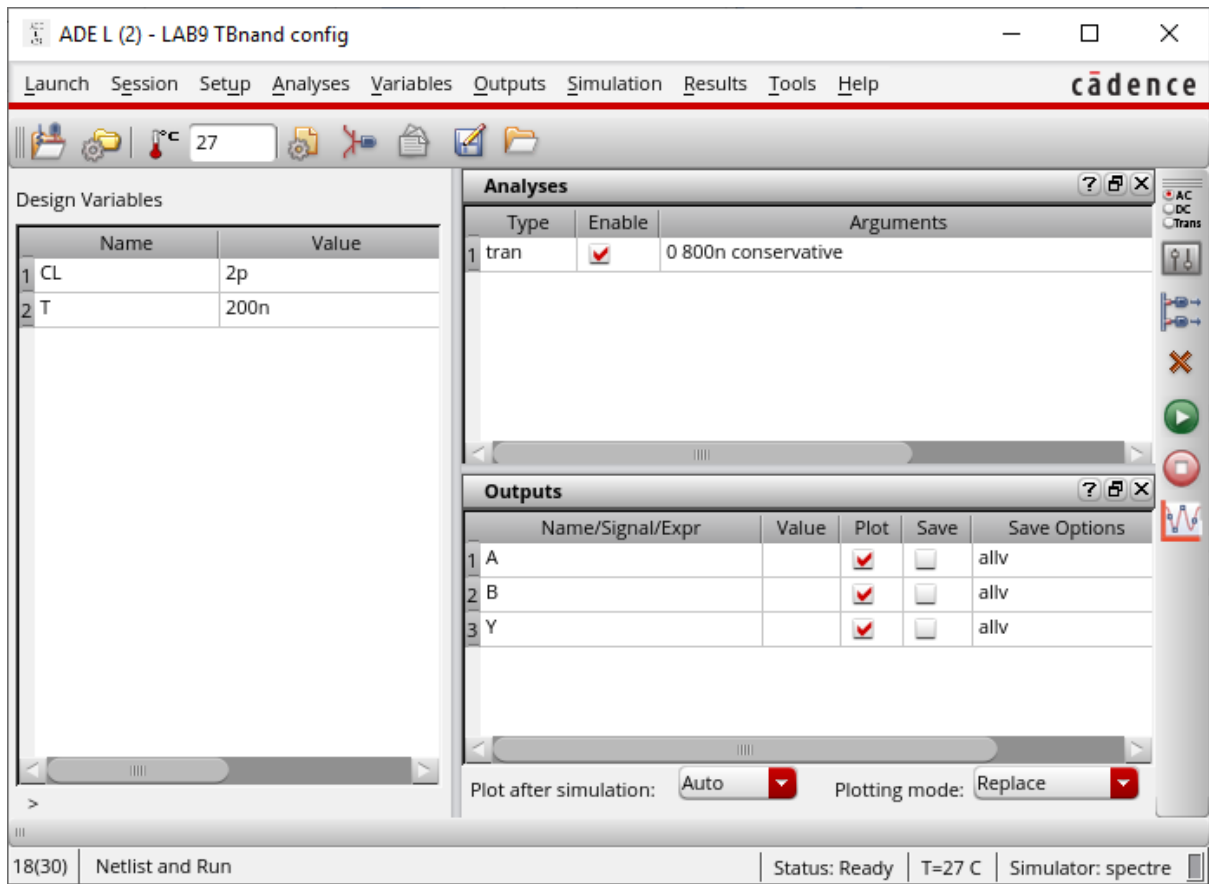 ADE L (2) - LAB9 TBnand config
Launch Session Setup Analyses Variables Outputs Simulation Results Tools Help cādence
°C 27
Design Variables
Name Value
1 CL 2p
2 T 200n
>
Analyses
Type Enable Arguments
1 tran 0 800n conservative
AC
DC
Trans
Outputs
Name/Signal/Expr Value Plot Save Save Options
1 A allv
2 B allv
3 Y allv
Plot after simulation: Auto Plotting mode: Replace
18(30) Netlist and Run Status: Ready T=27 C Simulator: spectre